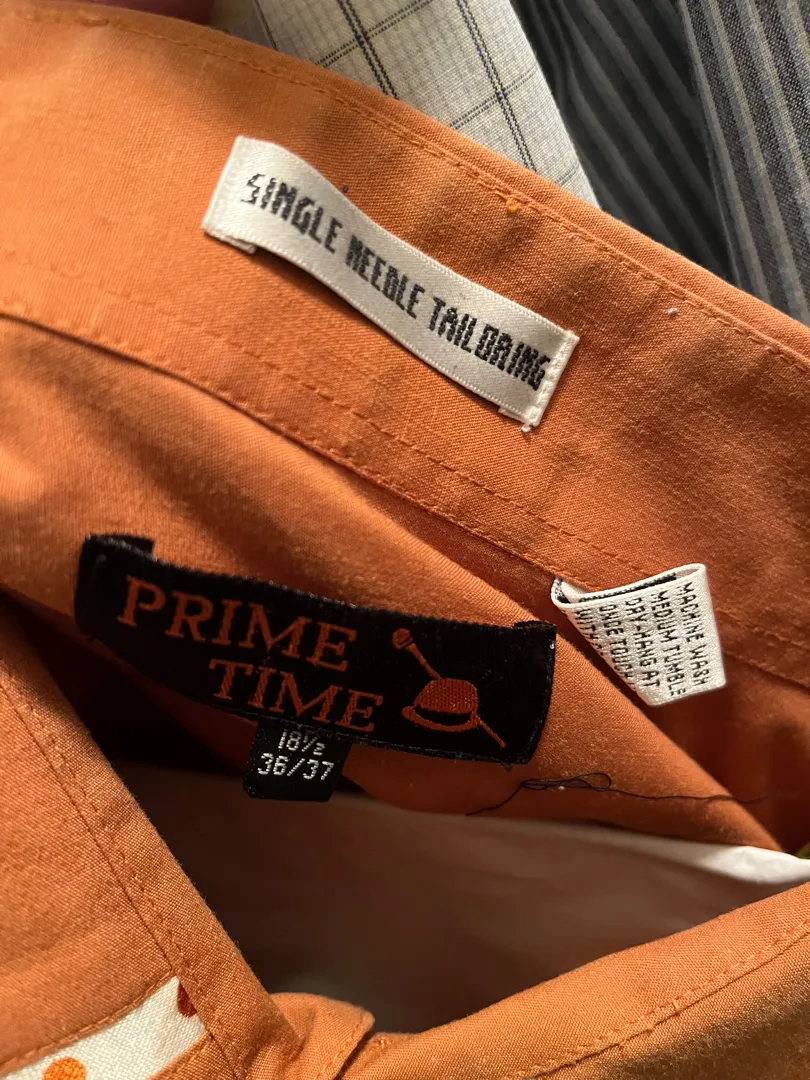 SINGLE NEEDLE TAILORING
PRIME
TIME
18½
36/37
MACHINE WASH
MEDIUM TUMBLE
DRY.HANG AT
ONCE TOUCH